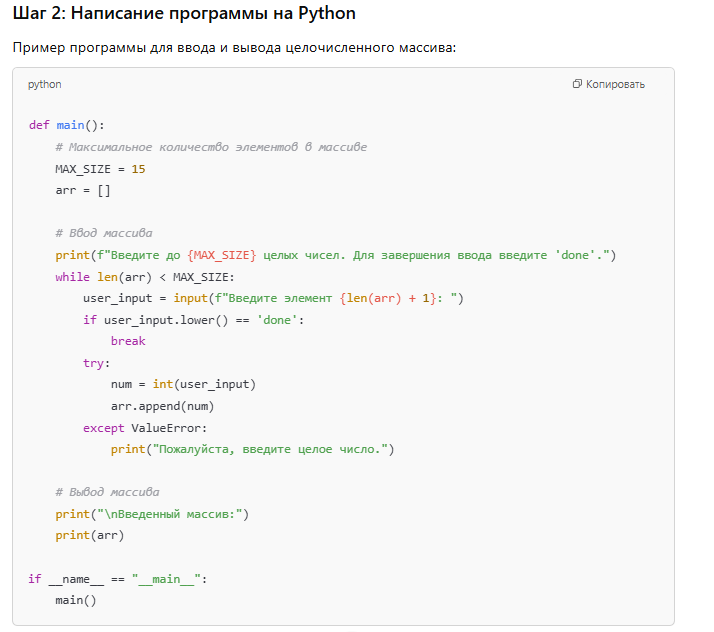 Шаг 2: Написание программы на Python
Пример программы для ввода и вывода целочисленного массива:
python
Копировать
def main():
    # Максимальное количество элементов в массиве
    MAX_SIZE = 15
    arr = []
    # Ввод массива
    print(f"Введите до {MAX_SIZE} целых чисел. Для завершения ввода введите 'done'.")
    while len(arr) < MAX_SIZE:
        user_input = input(f"Введите элемент {len(arr) + 1}: ")
        if user_input.lower() == 'done':
            break
        try:
            num = int(user_input)
            arr.append(num)
        except ValueError:
            print("Пожалуйста, введите целое число.")
    # Вывод массива
    print("\nВведенный массив:")
    print(arr)
if __name__ == "__main__":
    main()